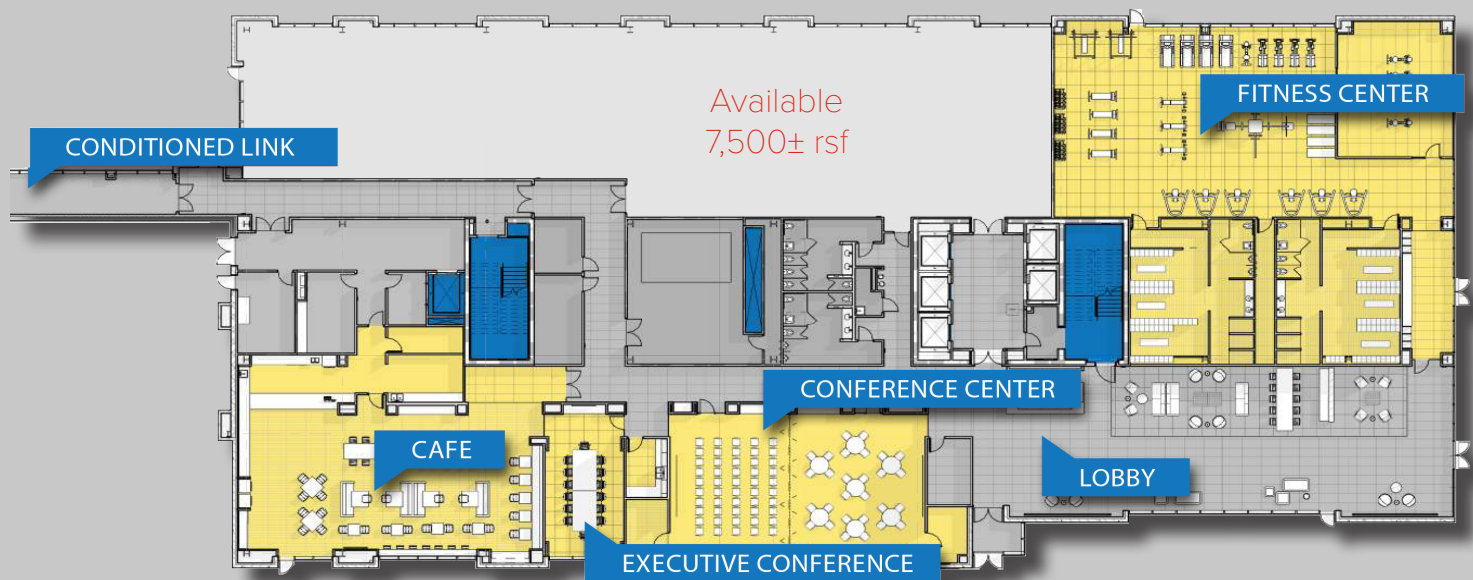 Available
7,500± rsf
FITNESS CENTER
CONDITIONED LINK
CONFERENCE CENTER
CAFE
LOBBY
EXECUTIVE CONFERENCE